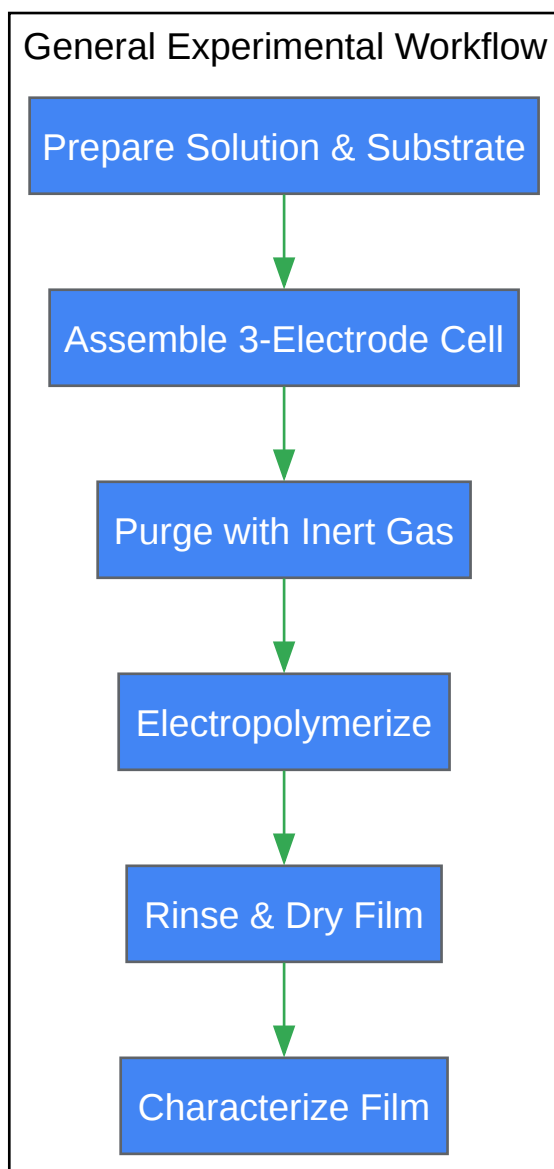 General Experimental Workflow
Prepare Solution & Substrate
Assemble 3-Electrode Cell
Purge with Inert Gas
Electropolymerize
Rinse & Dry Film
Characterize Film